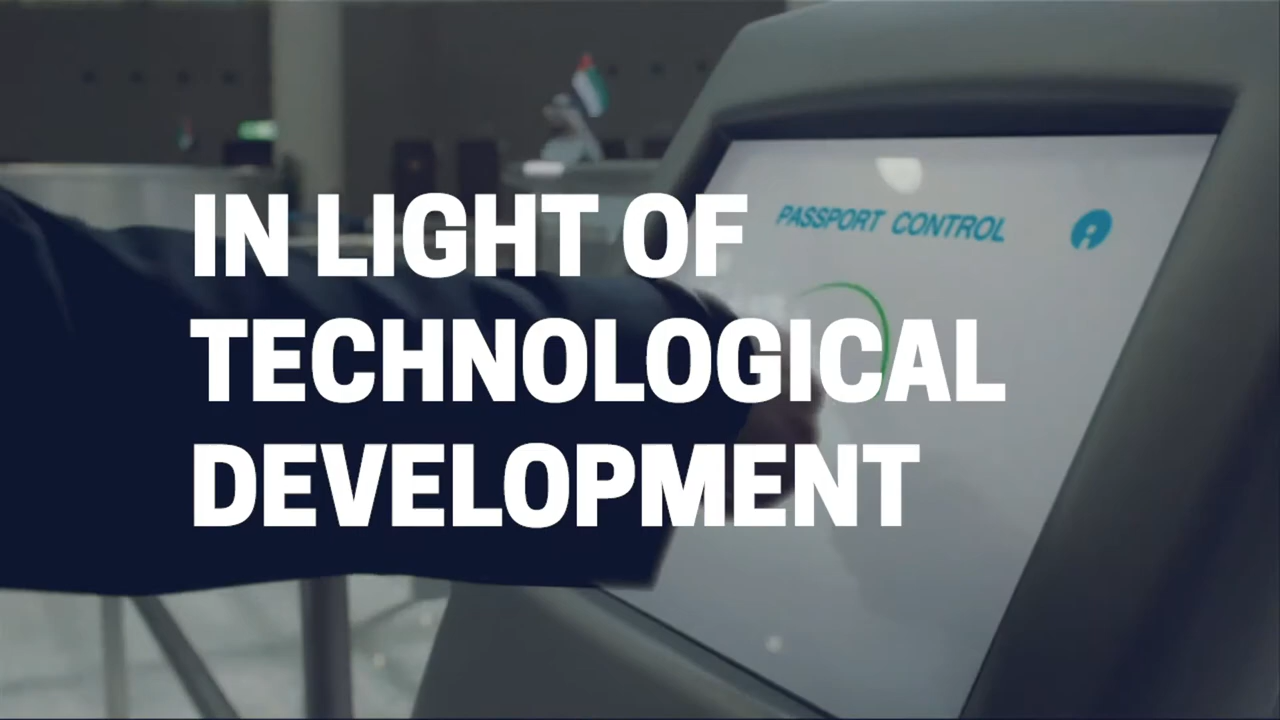 IN LIGHT OF
PASSPORT CONTROL
TECHNOLOGICAL
DEVELOPMENT